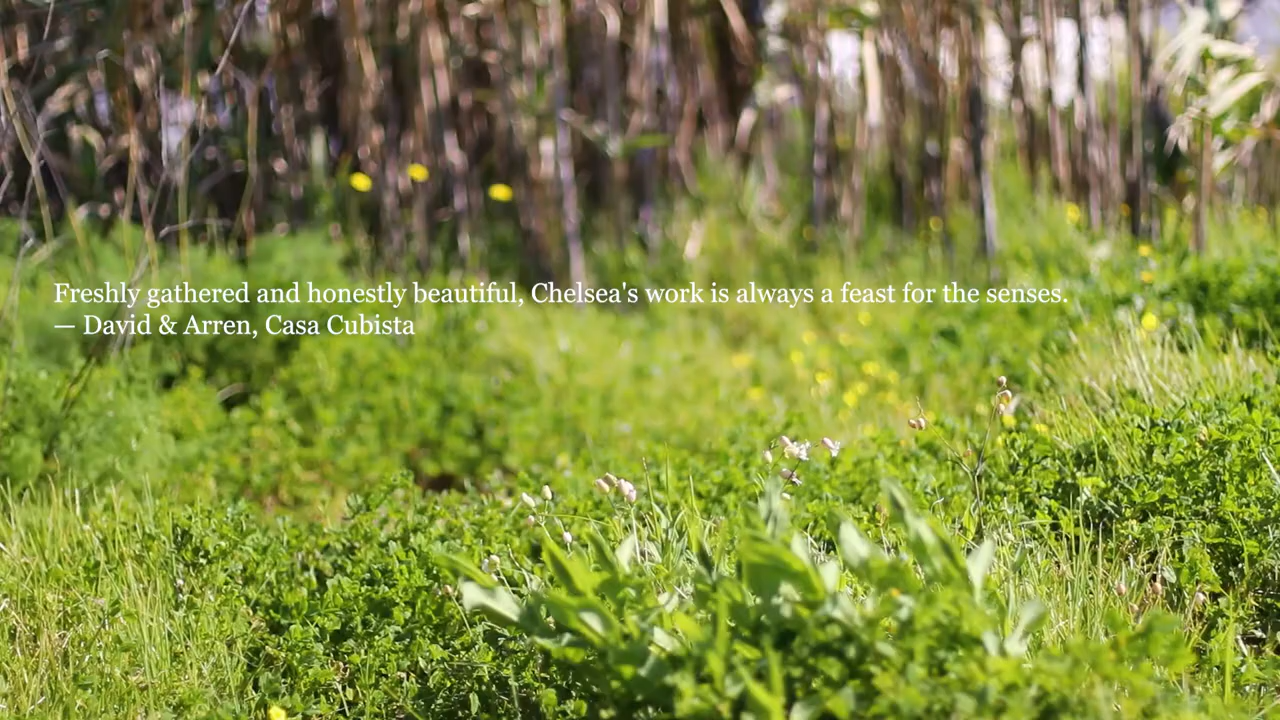 Freshly gathered and honestly beautiful, Chelsea's work is always a feast for the senses.
— David & Arren, Casa Cubista